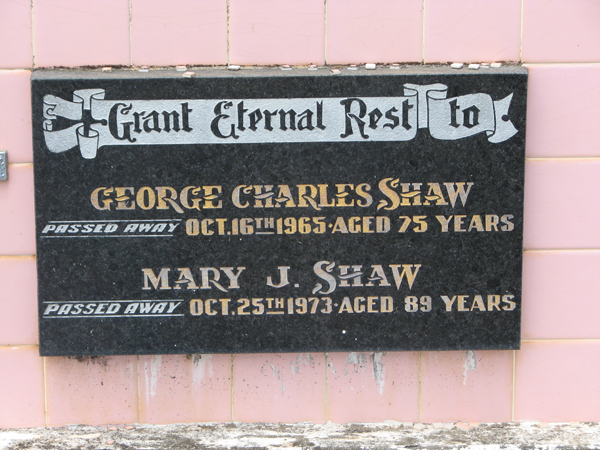 Grant Eternal Rest to
GEORGE CHARLES SHAW
PASSED AWAY OCT. 16TH 1965 · AGED 75 YEARS
MARY J. SHAW
PASSED AWAY OCT. 25TH 1973 · AGED 89 YEARS